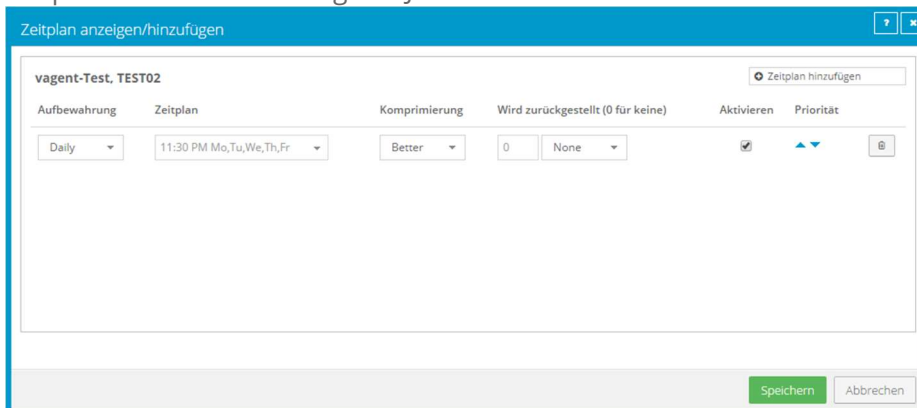 Zeitplan anzeigen/hinzufügen
?
vagent-Test, TEST02
Zeitplan hinzufügen
Aufbewahrung Zeitplan Komprimierung Wird zurückgestellt (0 für keine) Aktivieren Priorität
Daily 11:30 PM Mo,Tu,We,Th,Fr Better 0 None
Speichern Abbrechen